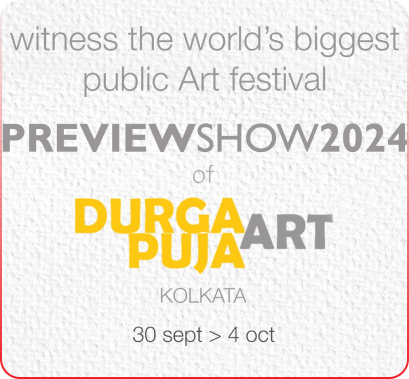 witness the world's biggest
public Art festival
PREVIEWSHOW2024
of
DURGA
PUJA ART
KOLKATA
30 sept > 4 oct